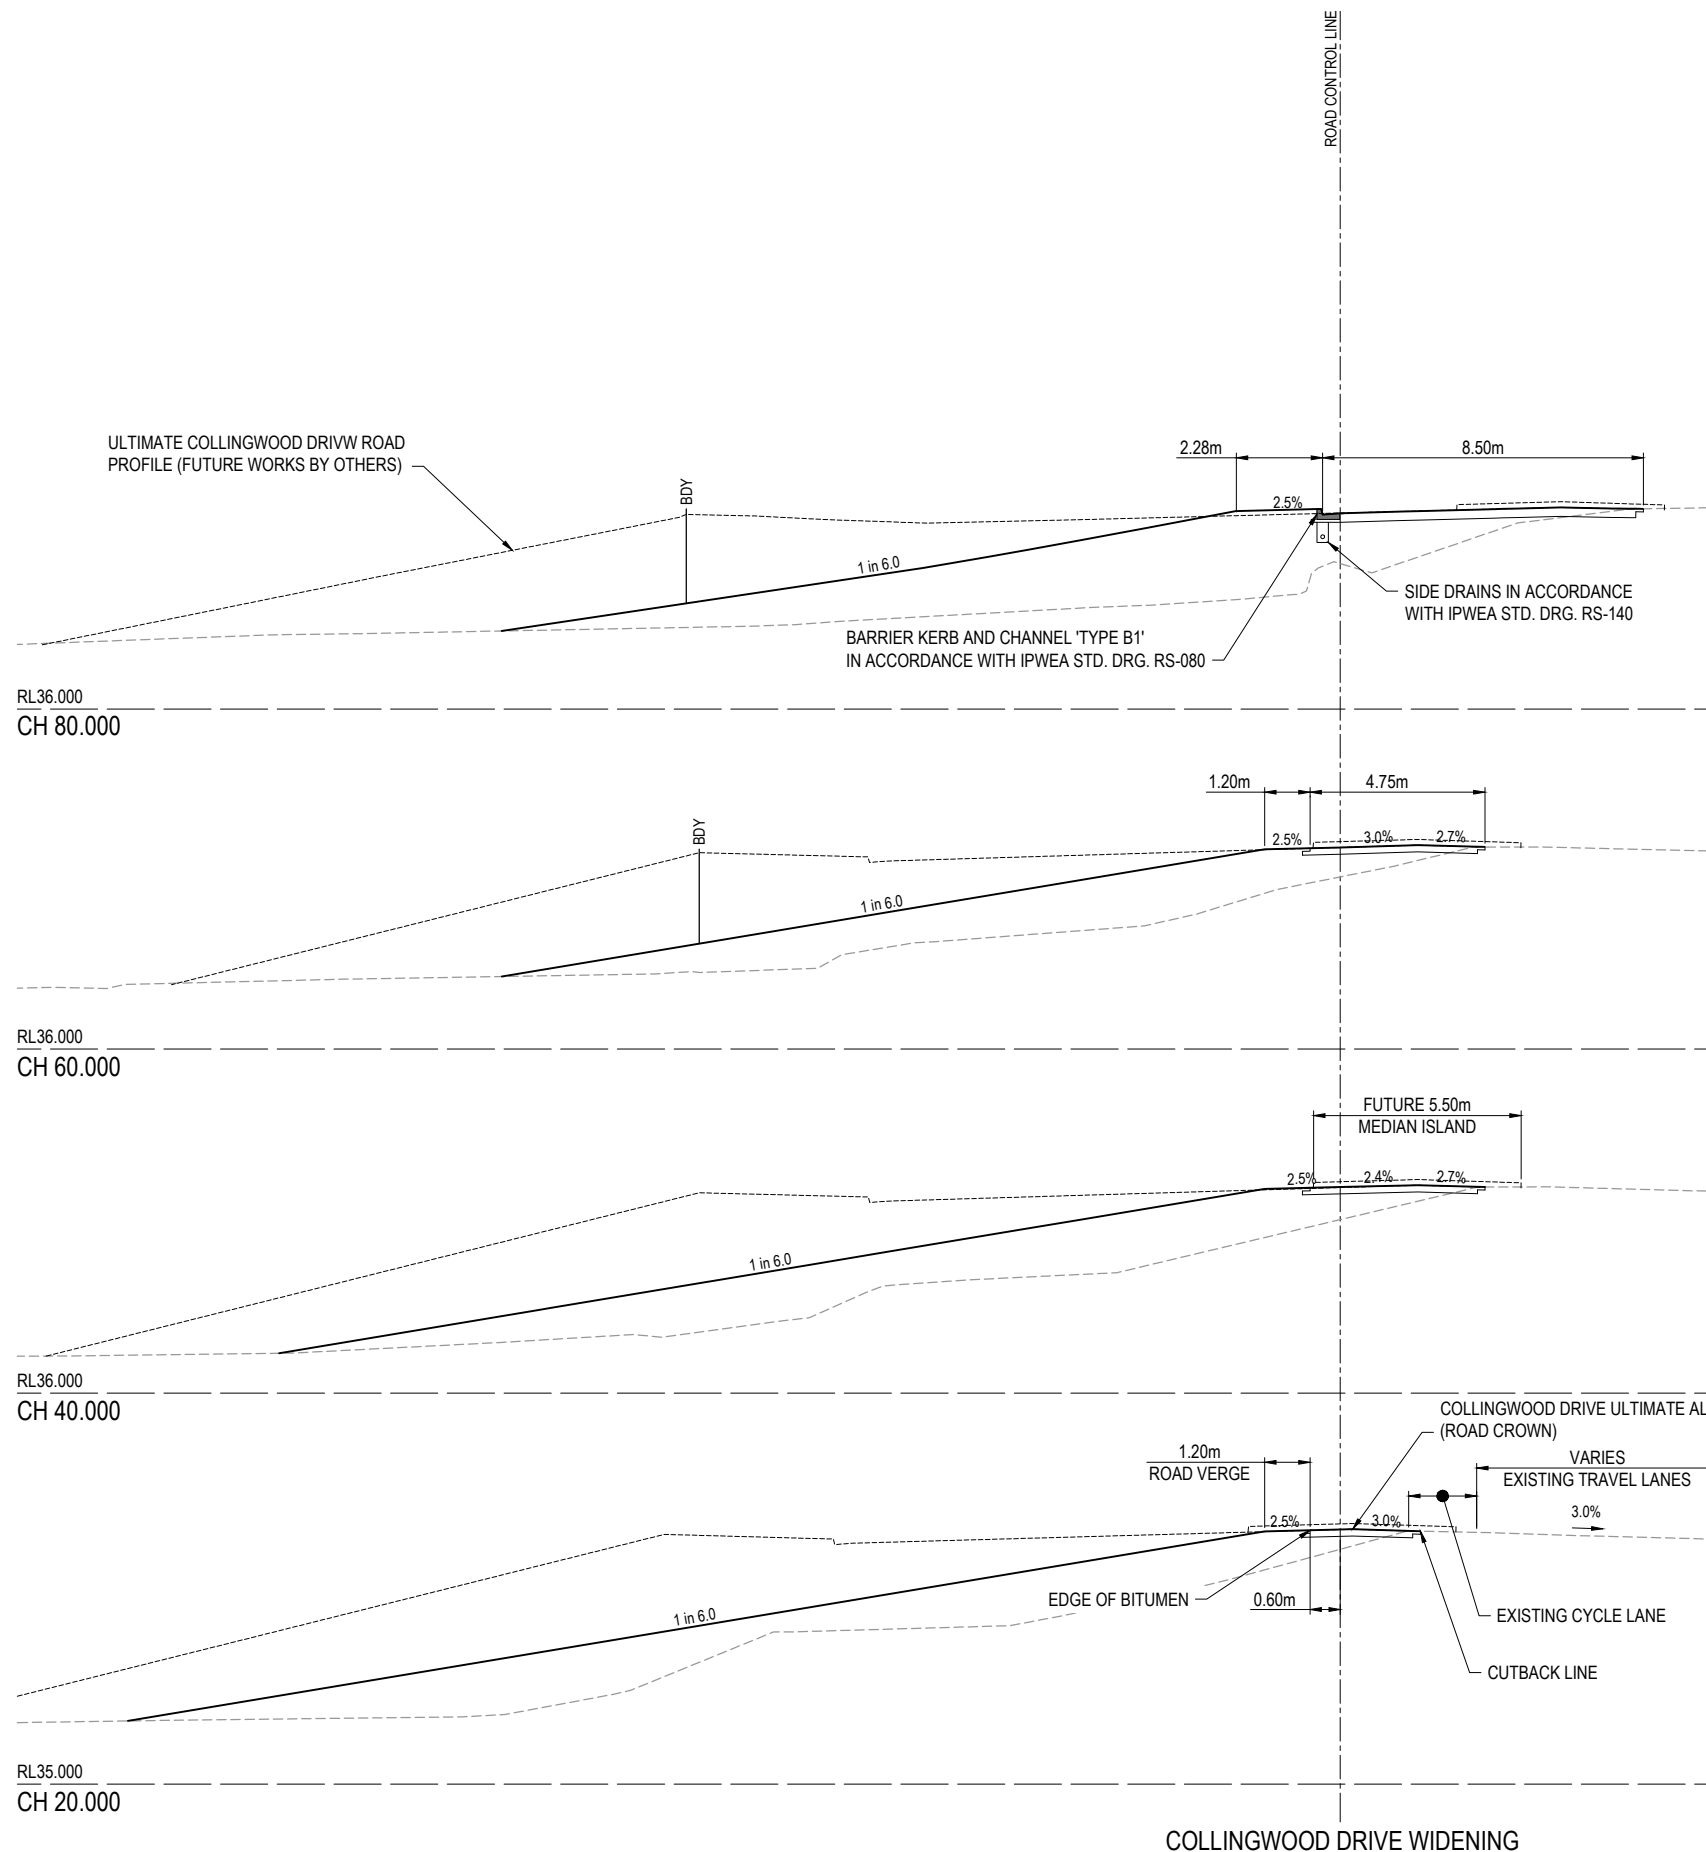 ROAD CONTROL LINE
ULTIMATE COLLINGWOOD DRIVW ROAD
PROFILE (FUTURE WORKS BY OTHERS)
BDY
2.28m
8.50m
2.5%
1 in 6.0
SIDE DRAINS IN ACCORDANCE
WITH IPWEA STD. DRG. RS-140
BARRIER KERB AND CHANNEL 'TYPE B1'
IN ACCORDANCE WITH IPWEA STD. DRG. RS-080
RL36.000
CH 80.000
1.20m
4.75m
BDY
2.5%
3.0%
2.7%
1 in 6.0
RL36.000
CH 60.000
FUTURE 5.50m
MEDIAN ISLAND
2.5%
2.4%
2.7%
1 in 6.0
RL36.000
CH 40.000
COLLINGWOOD DRIVE ULTIMATE AL
(ROAD CROWN)
1.20m
ROAD VERGE
VARIES
EXISTING TRAVEL LANES
2.5%
3.0%
3.0%
EDGE OF BITUMEN
0.60m
1 in 6.0
EXISTING CYCLE LANE
CUTBACK LINE
RL35.000
CH 20.000
COLLINGWOOD DRIVE WIDENING